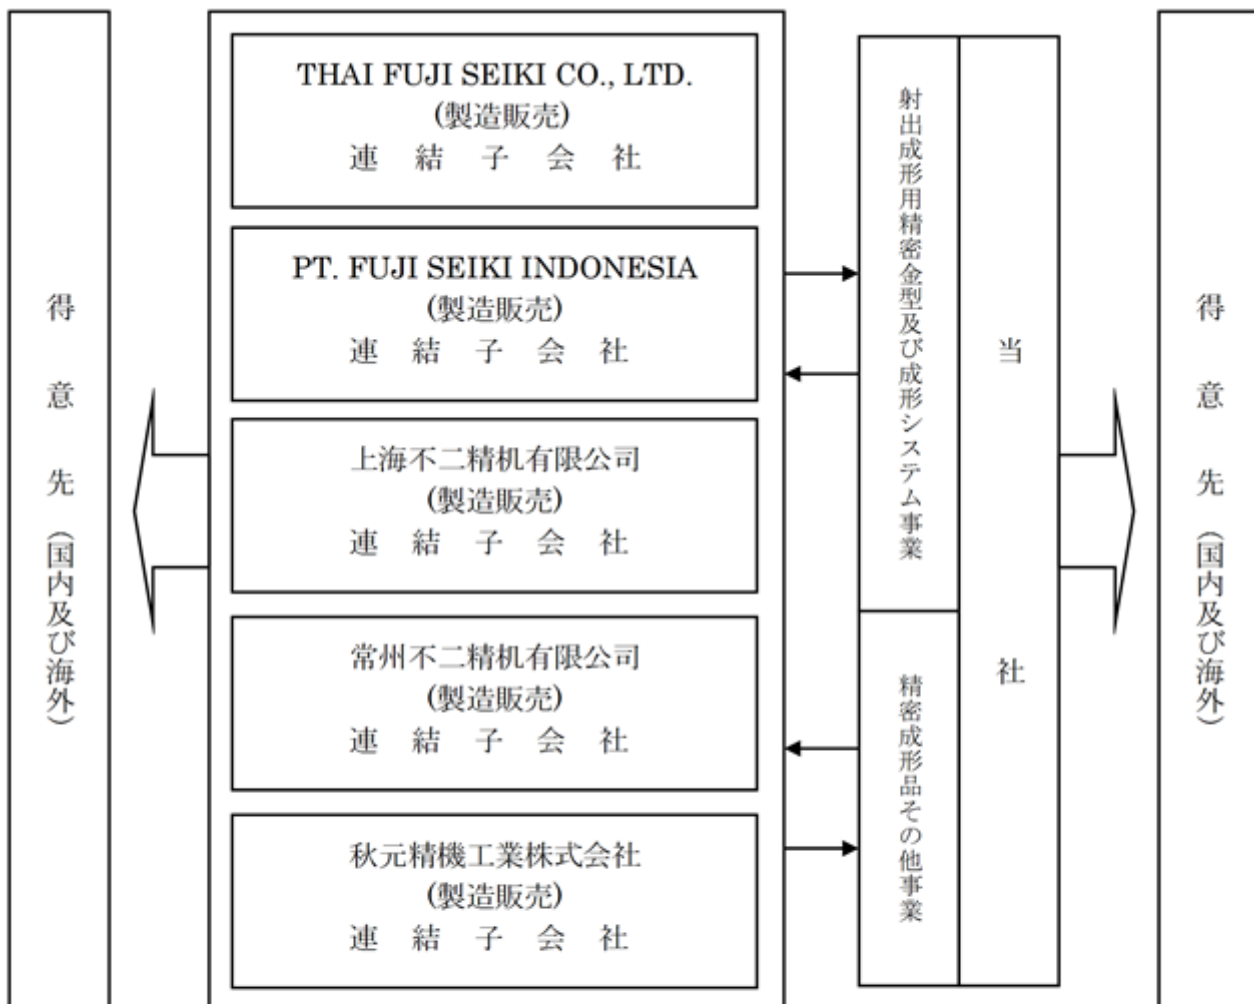 得意先(国内及び海外)
THAI FUJI SEIKI CO., LTD.
(製造販売)
連結子会社
PT. FUJI SEIKI INDONESIA
(製造販売)
連結子会社
上海不二精机有限公司
(製造販売)
連結子会社
常州不二精机有限公司
(製造販売)
連結子会社
秋元精機工業株式会社
(製造販売)
連結子会社
射出成形用精密金型及び成形システム事業
精密成形品その他事業
当社
得意先(国内及び海外)